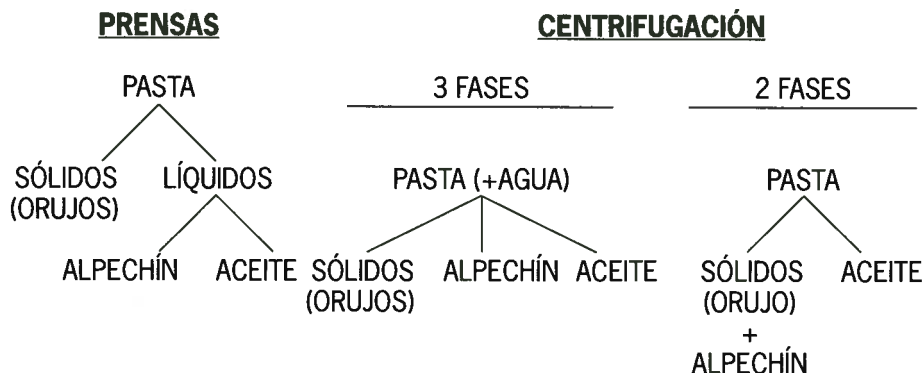 PRENSAS
CENTRIFUGACIÓN
PASTA
3 FASES
2 FASES
SÓLIDOS
(ORUJOS)
LÍQUIDOS
PASTA (+AGUA)
PASTA
ALPECHÍN
ACEITE
SÓLIDOS
(ORUJOS)
ALPECHÍN
ACEITE
SÓLIDOS
(ORUJO)
+
ALPECHÍN
ACEITE